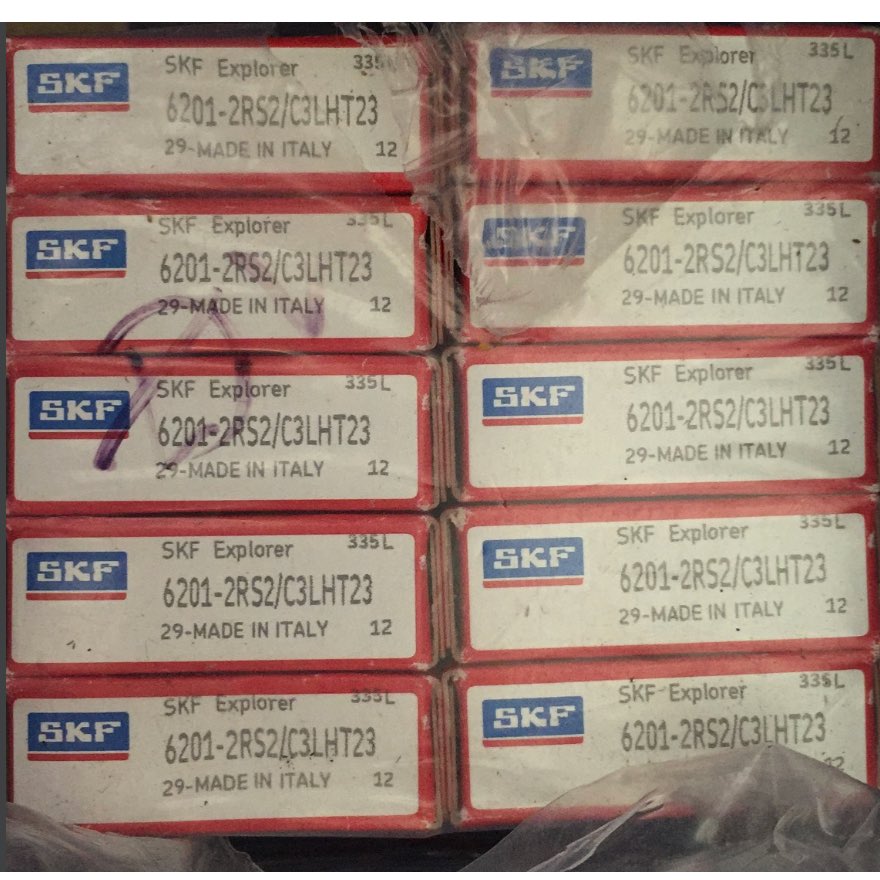 SKF
SKF Explorer 335L
6201-2RS2/C3LHT23
29-MADE IN ITALY 12
SKF
SKF Explorer 335L
6201-2RS2/C3LHT23
29-MADE IN ITALY 12
SKF
SKF Explorer 335L
6201-2RS2/C3LHT23
29-MADE IN ITALY 12
SKF
SKF Explorer 335L
6201-2RS2/C3LHT23
29-MADE IN ITALY 12
SKF
SKF Explorer 335L
6201-2RS2/C3LHT23
29-MADE IN ITALY 12
SKF
SKF Explorer 335L
6201-2RS2/C3LHT23
29-MADE IN ITALY 12
SKF
SKF Explorer 335L
6201-2RS2/C3LHT23
29-MADE IN ITALY 12
SKF
SKF Explorer 335L
6201-2RS2/C3LHT23
29-MADE IN ITALY 12
SKF
SKF Explorer 335L
6201-2RS2/C3LHT23
29-MADE IN ITALY 12
SKF
SKF Explorer 335L
6201-2RS2/C3LHT23